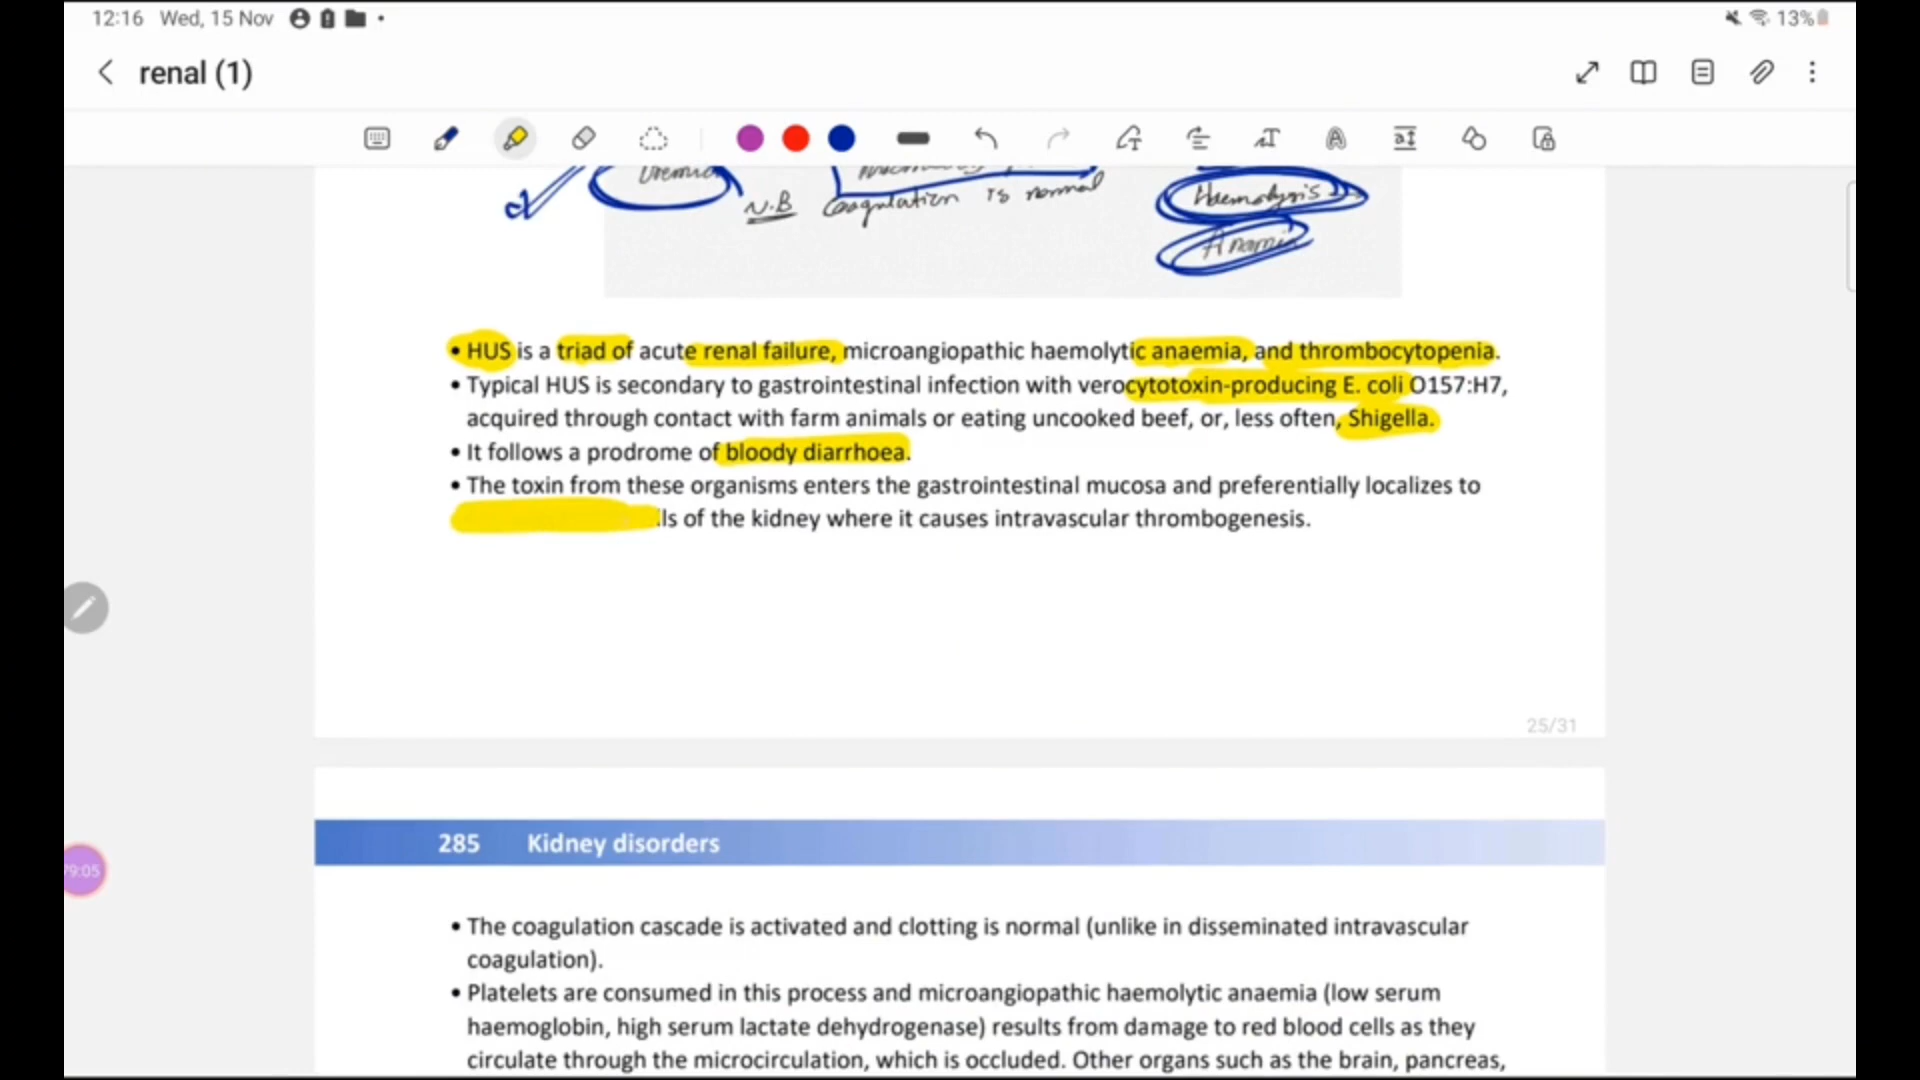 12:16 Wed, 15 Nov
13%
renal (1)
Uremia
N.B Coagulation is normal
Haemolysis
Anamia
• HUS is a triad of acute renal failure, microangiopathic haemolytic anaemia, and thrombocytopenia.
• Typical HUS is secondary to gastrointestinal infection with verocytotoxin-producing E. coli O157:H7,
acquired through contact with farm animals or eating uncooked beef, or, less often, Shigella.
• It follows a prodrome of bloody diarrhoea.
• The toxin from these organisms enters the gastrointestinal mucosa and preferentially localizes to
ls of the kidney where it causes intravascular thrombogenesis.
25/31
285 Kidney disorders
79:05
• The coagulation cascade is activated and clotting is normal (unlike in disseminated intravascular
coagulation).
• Platelets are consumed in this process and microangiopathic haemolytic anaemia (low serum
haemoglobin, high serum lactate dehydrogenase) results from damage to red blood cells as they
circulate through the microcirculation, which is occluded. Other organs such as the brain, pancreas,